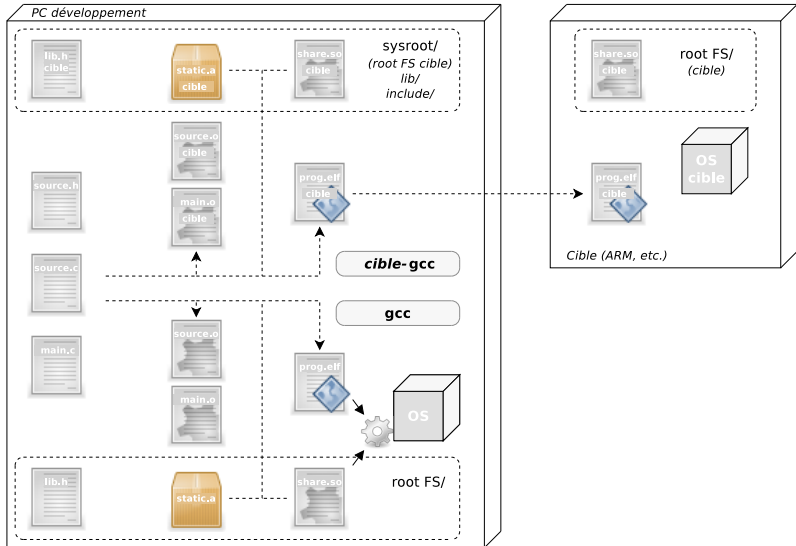 PC développement
lib.h
cible
static.a
cible
share.so
cible
sysroot/
(root FS cible)
lib/
include/
source.o
cible
source.h
main.o
cible
prog.elf
cible
source.c
cible-gcc
gcc
main.c
source.o
main.o
prog.elf
OS
lib.h
static.a
share.so
root FS/
share.so
cible
root FS/
(cible)
OS
cible
prog.elf
cible
Cible (ARM, etc.)